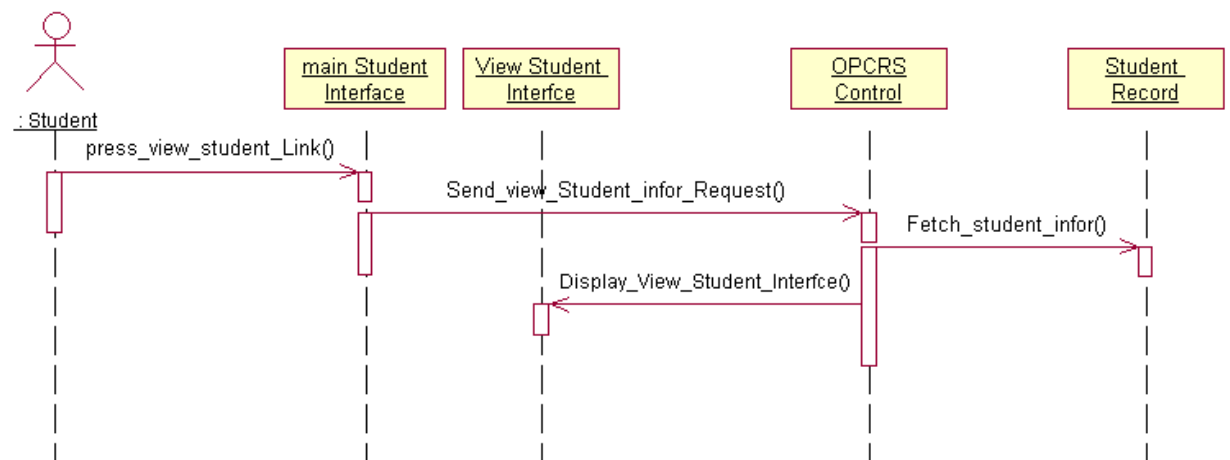 main Student
Interface
View Student
Interfce
OPCRS
Control
Student
Record
: Student
press_view_student_Link()
Send_view_Student_infor_Request()
Fetch_student_infor()
Display_View_Student_Interfce()